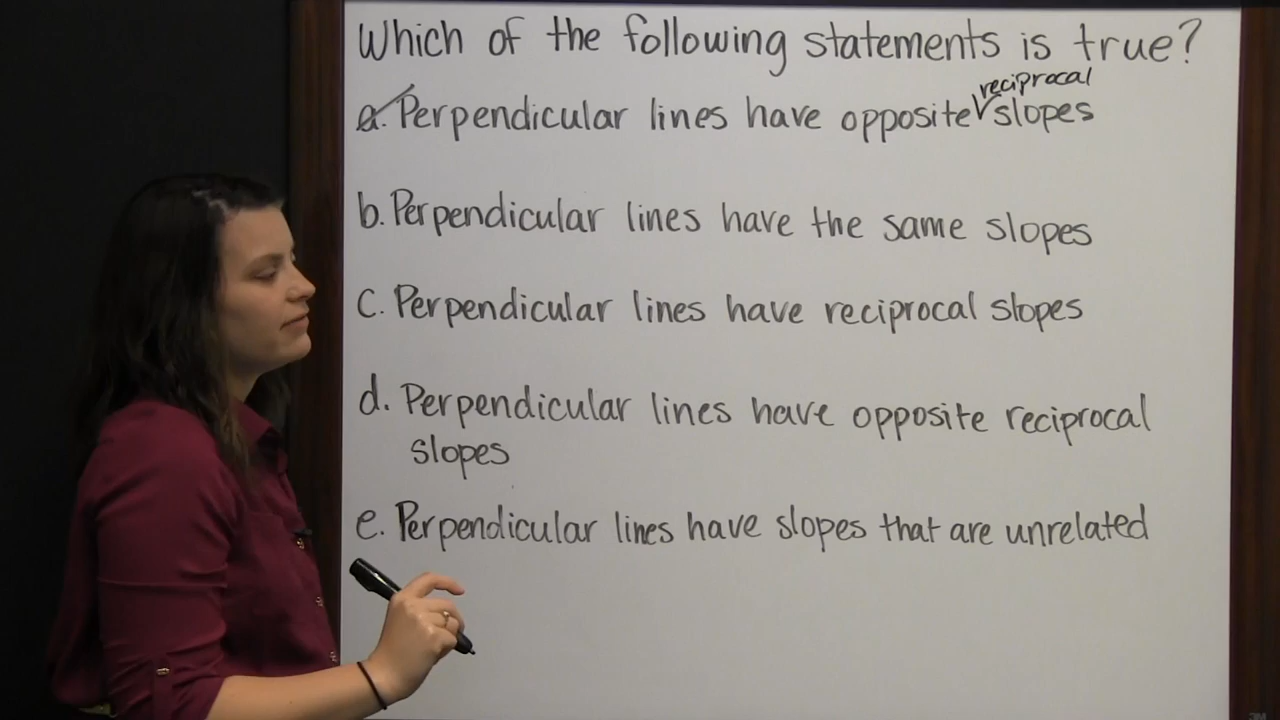 Which of the following statements is true?
reciprocal
a. Perpendicular lines have opposite slopes
b. Perpendicular lines have the same slopes
c. Perpendicular lines have reciprocal slopes
d. Perpendicular lines have opposite reciprocal
slopes
e. Perpendicular lines have slopes that are unrelated